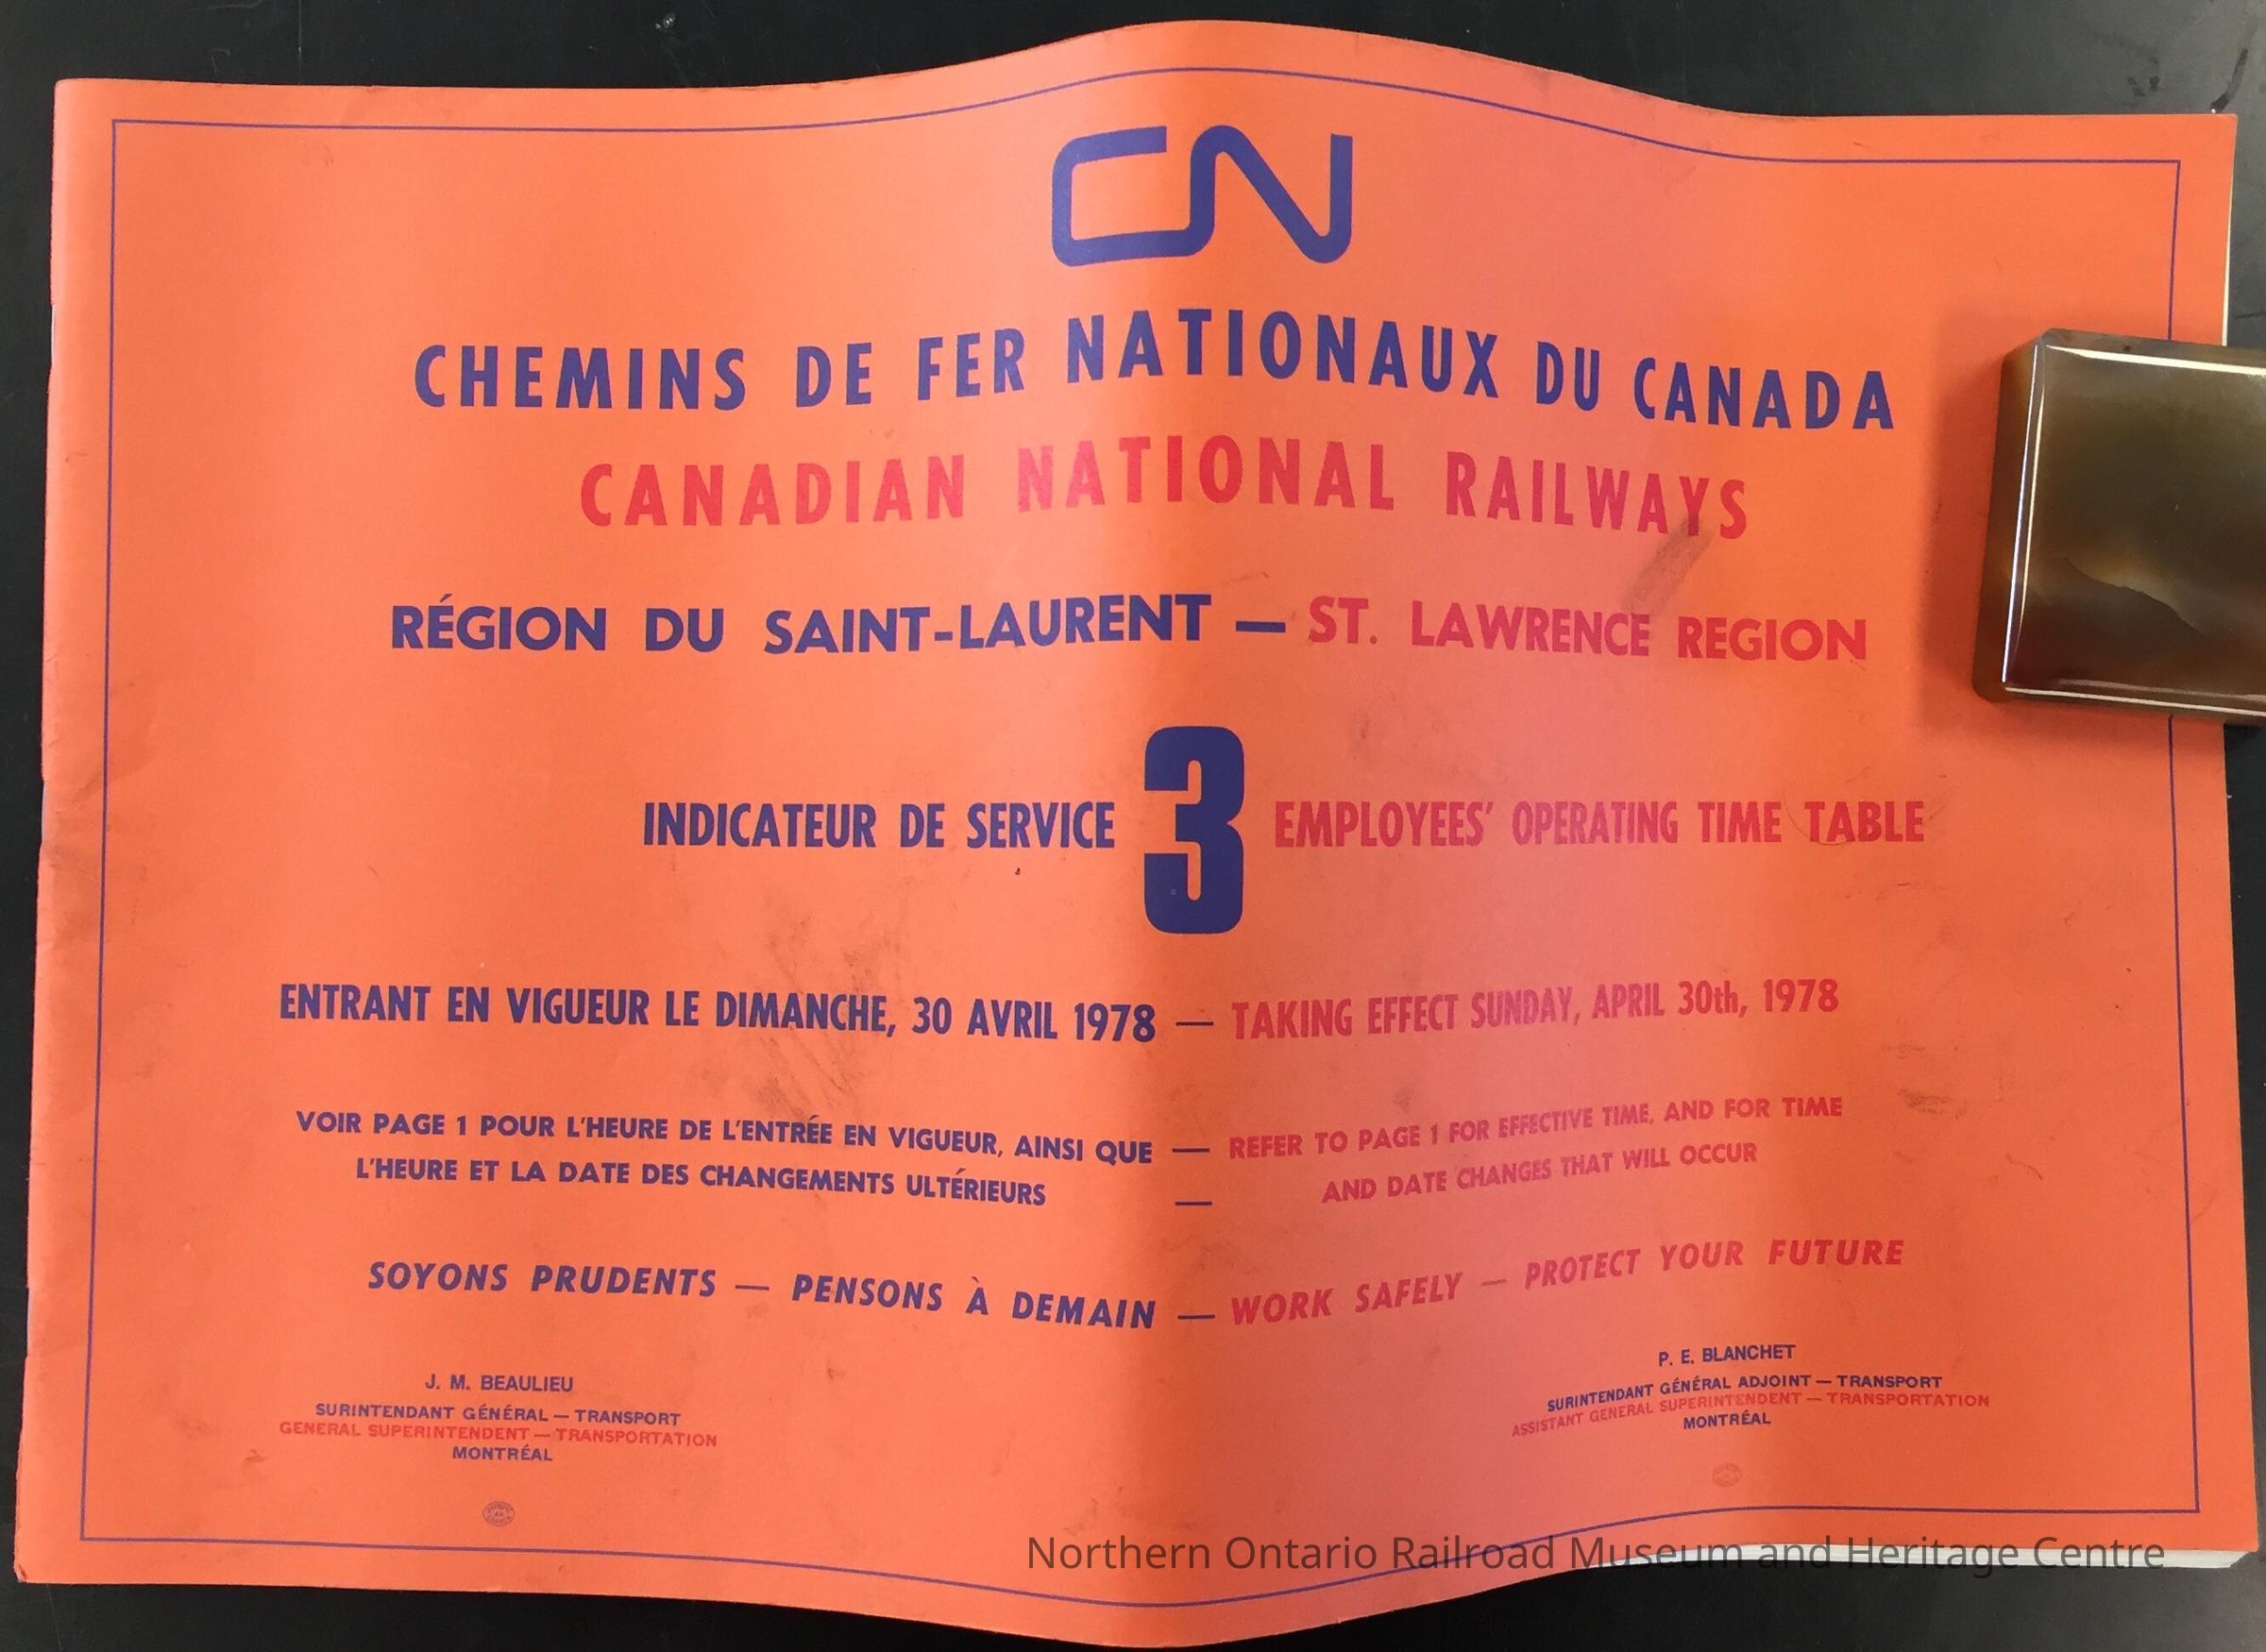 CN
CHEMINS DE FER NATIONAUX DU CANADA
CANADIAN NATIONAL RAILWAYS
RÉGION DU SAINT-LAURENT — ST. LAWRENCE REGION
INDICATEUR DE SERVICE 3 EMPLOYEES' OPERATING TIME TABLE
ENTRANT EN VIGUEUR LE DIMANCHE, 30 AVRIL 1978 — TAKING EFFECT SUNDAY, APRIL 30th, 1978
VOIR PAGE 1 POUR L'HEURE DE L'ENTRÉE EN VIGUEUR, AINSI QUE — REFER TO PAGE 1 FOR EFFECTIVE TIME, AND FOR TIME
L'HEURE ET LA DATE DES CHANGEMENTS ULTÉRIEURS — AND DATE CHANGES THAT WILL OCCUR
SOYONS PRUDENTS — PENSONS À DEMAIN — WORK SAFELY — PROTECT YOUR FUTURE
J. M. BEAULIEU
SURINTENDANT GÉNÉRAL — TRANSPORT
GENERAL SUPERINTENDENT — TRANSPORTATION
MONTRÉAL
P. E. BLANCHET
SURINTENDANT GÉNÉRAL ADJOINT — TRANSPORT
ASSISTANT GENERAL SUPERINTENDENT — TRANSPORTATION
MONTRÉAL
Northern Ontario Railroad Museum and Heritage Centre